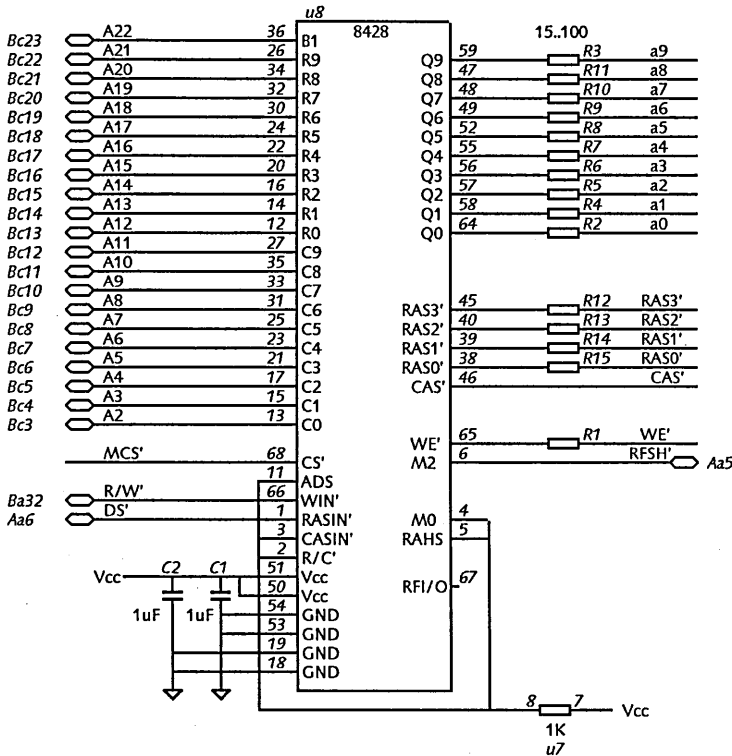 u8
8428
15..100
Bc23 A22 36 B1
Bc22 A21 26 R9 Q9 59 R3 a9
Bc21 A20 34 R8 Q8 47 R11 a8
Bc20 A19 32 R7 Q7 48 R10 a7
Bc19 A18 30 R6 Q6 49 R9 a6
Bc18 A17 24 R5 Q5 52 R8 a5
Bc17 A16 22 R4 Q4 55 R7 a4
Bc16 A15 20 R3 Q3 56 R6 a3
Bc15 A14 16 R2 Q2 57 R5 a2
Bc14 A13 14 R1 Q1 58 R4 a1
Bc13 A12 12 R0 Q0 64 R2 a0
Bc12 A11 27 C9
Bc11 A10 35 C8
Bc10 A9 33 C7
Bc9 A8 31 C6 RAS3' 45 R12 RAS3'
Bc8 A7 25 C5 RAS2' 40 R13 RAS2'
Bc7 A6 23 C4 RAS1' 39 R14 RAS1'
Bc6 A5 21 C3 RAS0' 38 R15 RAS0'
Bc5 A4 17 C2 CAS' 46 CAS'
Bc4 A3 15 C1
Bc3 A2 13 C0
WE' 65 R1 WE'
MCS' 68 CS' M2 6 RFSH' Aa5
11 ADS
Ba32 R/W' 66 WIN'
Aa6 DS' 1 RASIN' M0 4
3 CASIN' RAHS 5
2 R/C'
Vcc C2 C1 51 Vcc RFI/O 67
1uF 1uF 50 Vcc
54 GND
53 GND
19 GND
18 GND
8 7 Vcc
1K
u7